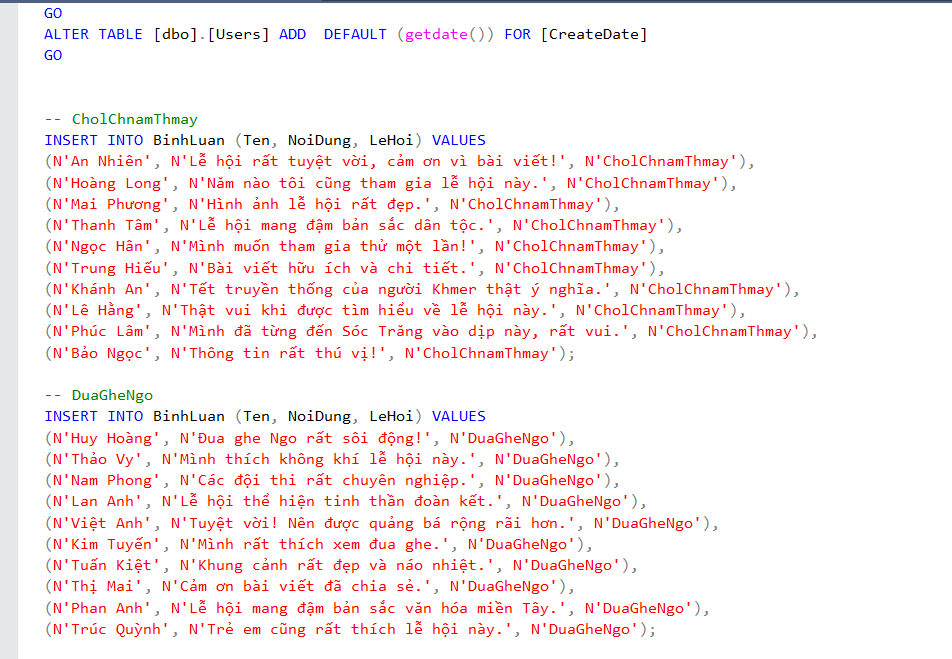 GO
ALTER TABLE [dbo].[Users] ADD  DEFAULT (getdate()) FOR [CreateDate]
GO
-- CholChnamThmay
INSERT INTO BinhLuan (Ten, NoiDung, LeHoi) VALUES
(N'An Nhiên', N'Lễ hội rất tuyệt vời, cảm ơn vì bài viết!', N'CholChnamThmay'),
(N'Hoàng Long', N'Năm nào tôi cũng tham gia lễ hội này.', N'CholChnamThmay'),
(N'Mai Phương', N'Hình ảnh lễ hội rất đẹp.', N'CholChnamThmay'),
(N'Thanh Tâm', N'Lễ hội mang đậm bản sắc dân tộc.', N'CholChnamThmay'),
(N'Ngọc Hân', N'Mình muốn tham gia thử một lần!', N'CholChnamThmay'),
(N'Trung Hiếu', N'Bài viết hữu ích và chi tiết.', N'CholChnamThmay'),
(N'Khánh An', N'Tết truyền thống của người Khmer thật ý nghĩa.', N'CholChnamThmay'),
(N'Lê Hằng', N'Thật vui khi được tìm hiểu về lễ hội này.', N'CholChnamThmay'),
(N'Phúc Lâm', N'Mình đã từng đến Sóc Trăng vào dịp này, rất vui.', N'CholChnamThmay'),
(N'Bảo Ngọc', N'Thông tin rất thú vị!', N'CholChnamThmay');
-- DuaGheNgo
INSERT INTO BinhLuan (Ten, NoiDung, LeHoi) VALUES
(N'Huy Hoàng', N'Đua ghe Ngo rất sôi động!', N'DuaGheNgo'),
(N'Thảo Vy', N'Mình thích không khí lễ hội này.', N'DuaGheNgo'),
(N'Nam Phong', N'Các đội thi rất chuyên nghiệp.', N'DuaGheNgo'),
(N'Lan Anh', N'Lễ hội thể hiện tinh thần đoàn kết.', N'DuaGheNgo'),
(N'Việt Anh', N'Tuyệt vời! Nên được quảng bá rộng rãi hơn.', N'DuaGheNgo'),
(N'Kim Tuyến', N'Mình rất thích xem đua ghe.', N'DuaGheNgo'),
(N'Tuấn Kiệt', N'Khung cảnh rất đẹp và náo nhiệt.', N'DuaGheNgo'),
(N'Thị Mai', N'Cảm ơn bài viết đã chia sẻ.', N'DuaGheNgo'),
(N'Phan Anh', N'Lễ hội mang đậm bản sắc văn hóa miền Tây.', N'DuaGheNgo'),
(N'Trúc Quỳnh', N'Trẻ em cũng rất thích lễ hội này.', N'DuaGheNgo');